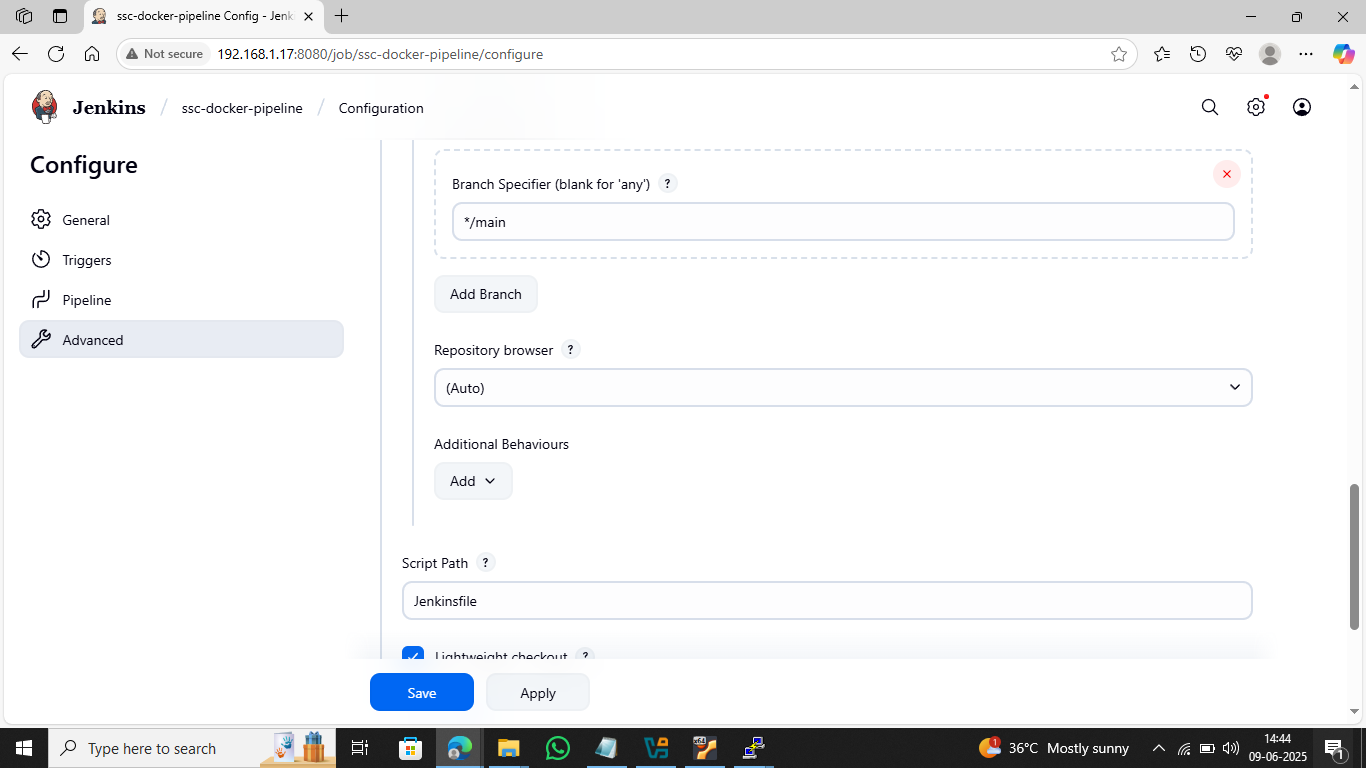 ssc-docker-pipeline Config - Jenk
Not secure
192.168.1.17:8080/job/ssc-docker-pipeline/configure
Jenkins / ssc-docker-pipeline / Configuration
Configure
General
Triggers
Pipeline
Advanced
Branch Specifier (blank for 'any') ?
*/main
Add Branch
Repository browser ?
(Auto)
Additional Behaviours
Add
Script Path ?
Jenkinsfile
Lightweight checkout ?
Save
Apply
Type here to search
36°C Mostly sunny
14:44
09-06-2025
1